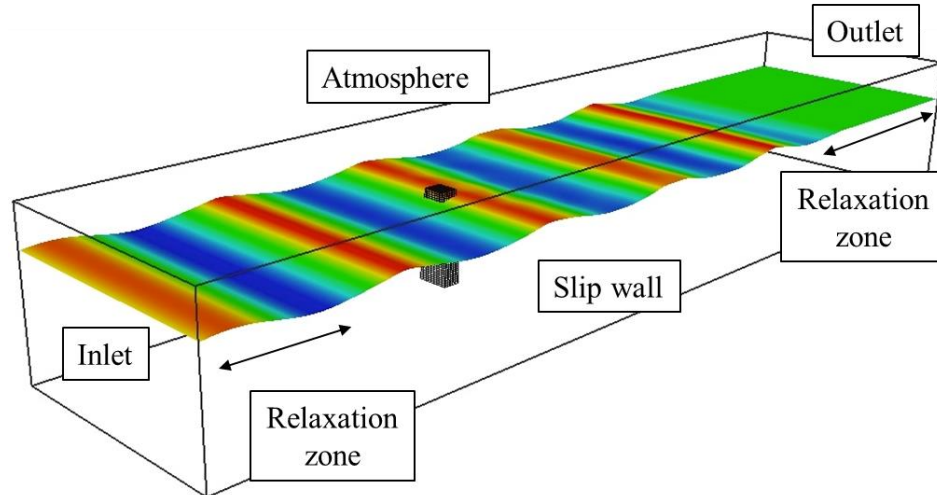 Outlet
Atmosphere
Relaxation
zone
Slip wall
Inlet
Relaxation
zone